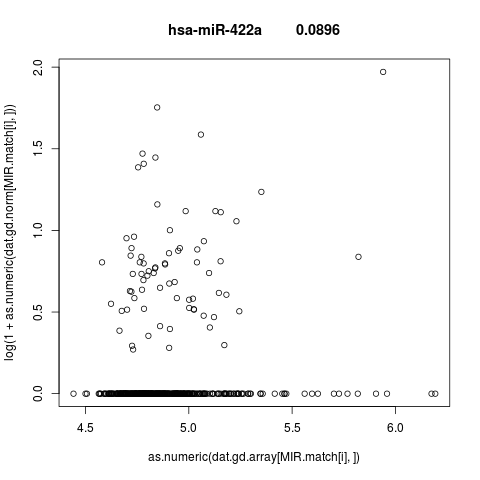 hsa-miR-422a 0.0896
log(1 + as.numeric(dat.gd.norm[MIR.match[i], ]))
2.0
1.5
1.0
0.5
0.0
4.5 5.0 5.5 6.0
as.numeric(dat.gd.array[MIR.match[i], ])